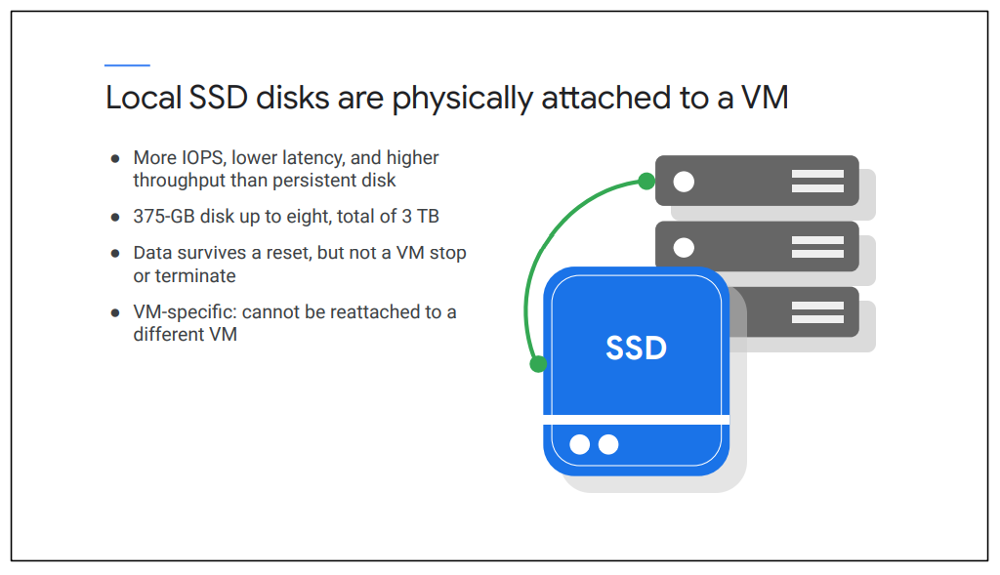 Local SSD disks are physically attached to a VM
● More IOPS, lower latency, and higher
throughput than persistent disk
● 375-GB disk up to eight, total of 3 TB
● Data survives a reset, but not a VM stop
or terminate
● VM-specific: cannot be reattached to a
different VM
SSD